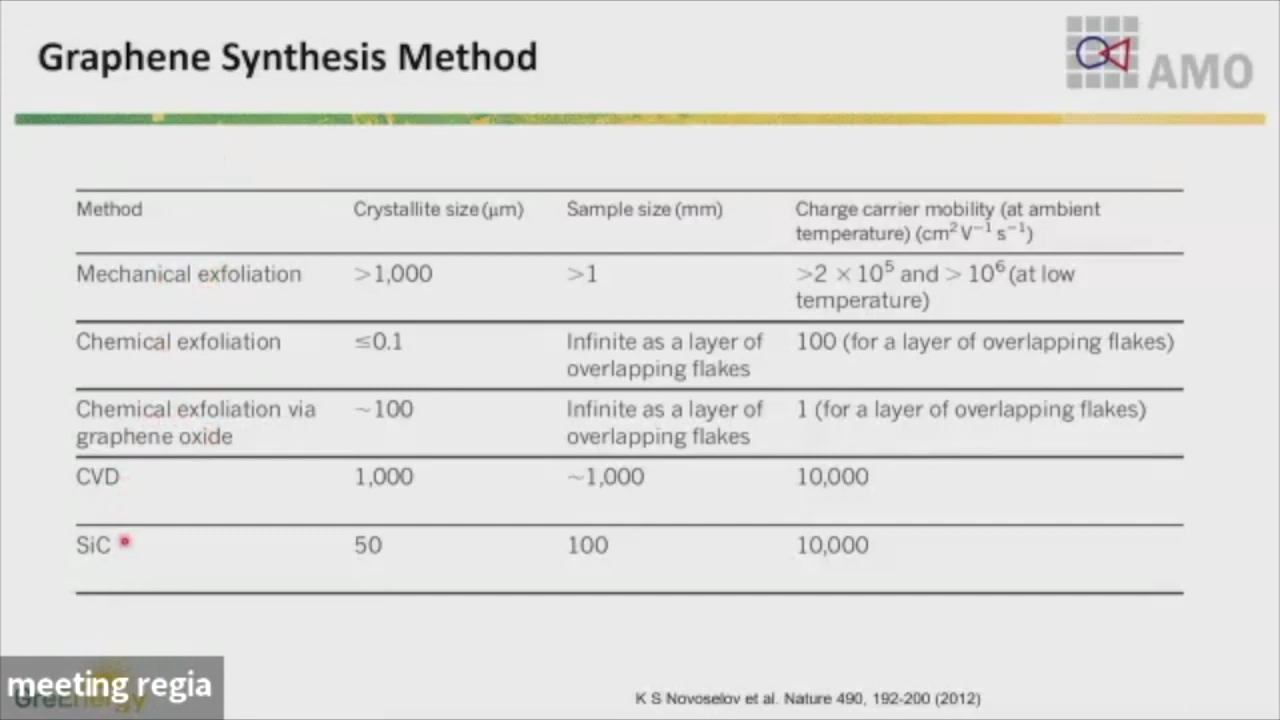 Graphene Synthesis Method
AMO
Method Crystallite size (μm) Sample size (mm) Charge carrier mobility (at ambient
temperature) (cm² V⁻¹ s⁻¹)
Mechanical exfoliation >1,000 >1 >2 × 10⁵ and > 10⁶ (at low
temperature)
Chemical exfoliation ≤0.1 Infinite as a layer of 100 (for a layer of overlapping flakes)
overlapping flakes
Chemical exfoliation via ~100 Infinite as a layer of 1 (for a layer of overlapping flakes)
graphene oxide overlapping flakes
CVD 1,000 ~1,000 10,000
SiC 50 100 10,000
meeting regia
GreEnergy
K S Novoselov et al. Nature 490, 192-200 (2012)